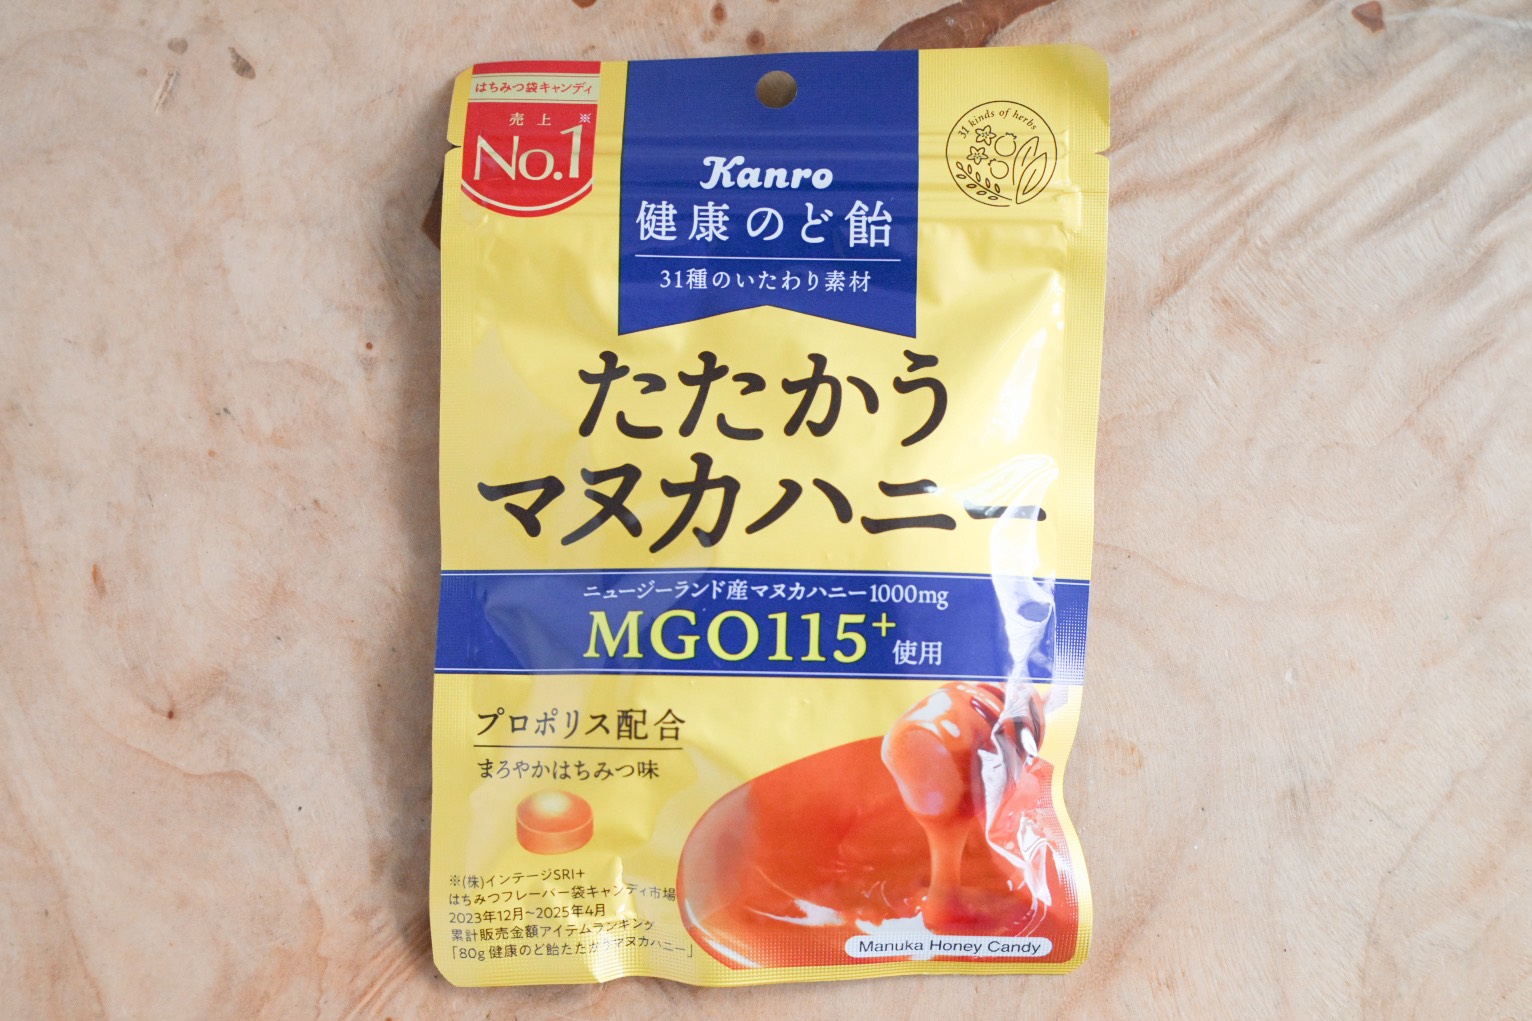 はちみつ袋キャンディ
売上※
No.1
31 kinds of herbs
Kanro
健康のど飴
31種のいたわり素材
たたかう
マヌカハニー
ニュージーランド産マヌカハニー1000mg
MGO115+使用
プロポリス配合
まろやかはちみつ味
※(株)インテージSRI+
はちみつフレーバー袋キャンディ市場
2023年12月~2025年4月
累計販売金額アイテムランキング
「80g 健康のど飴たたかうマヌカハニー」
Manuka Honey Candy